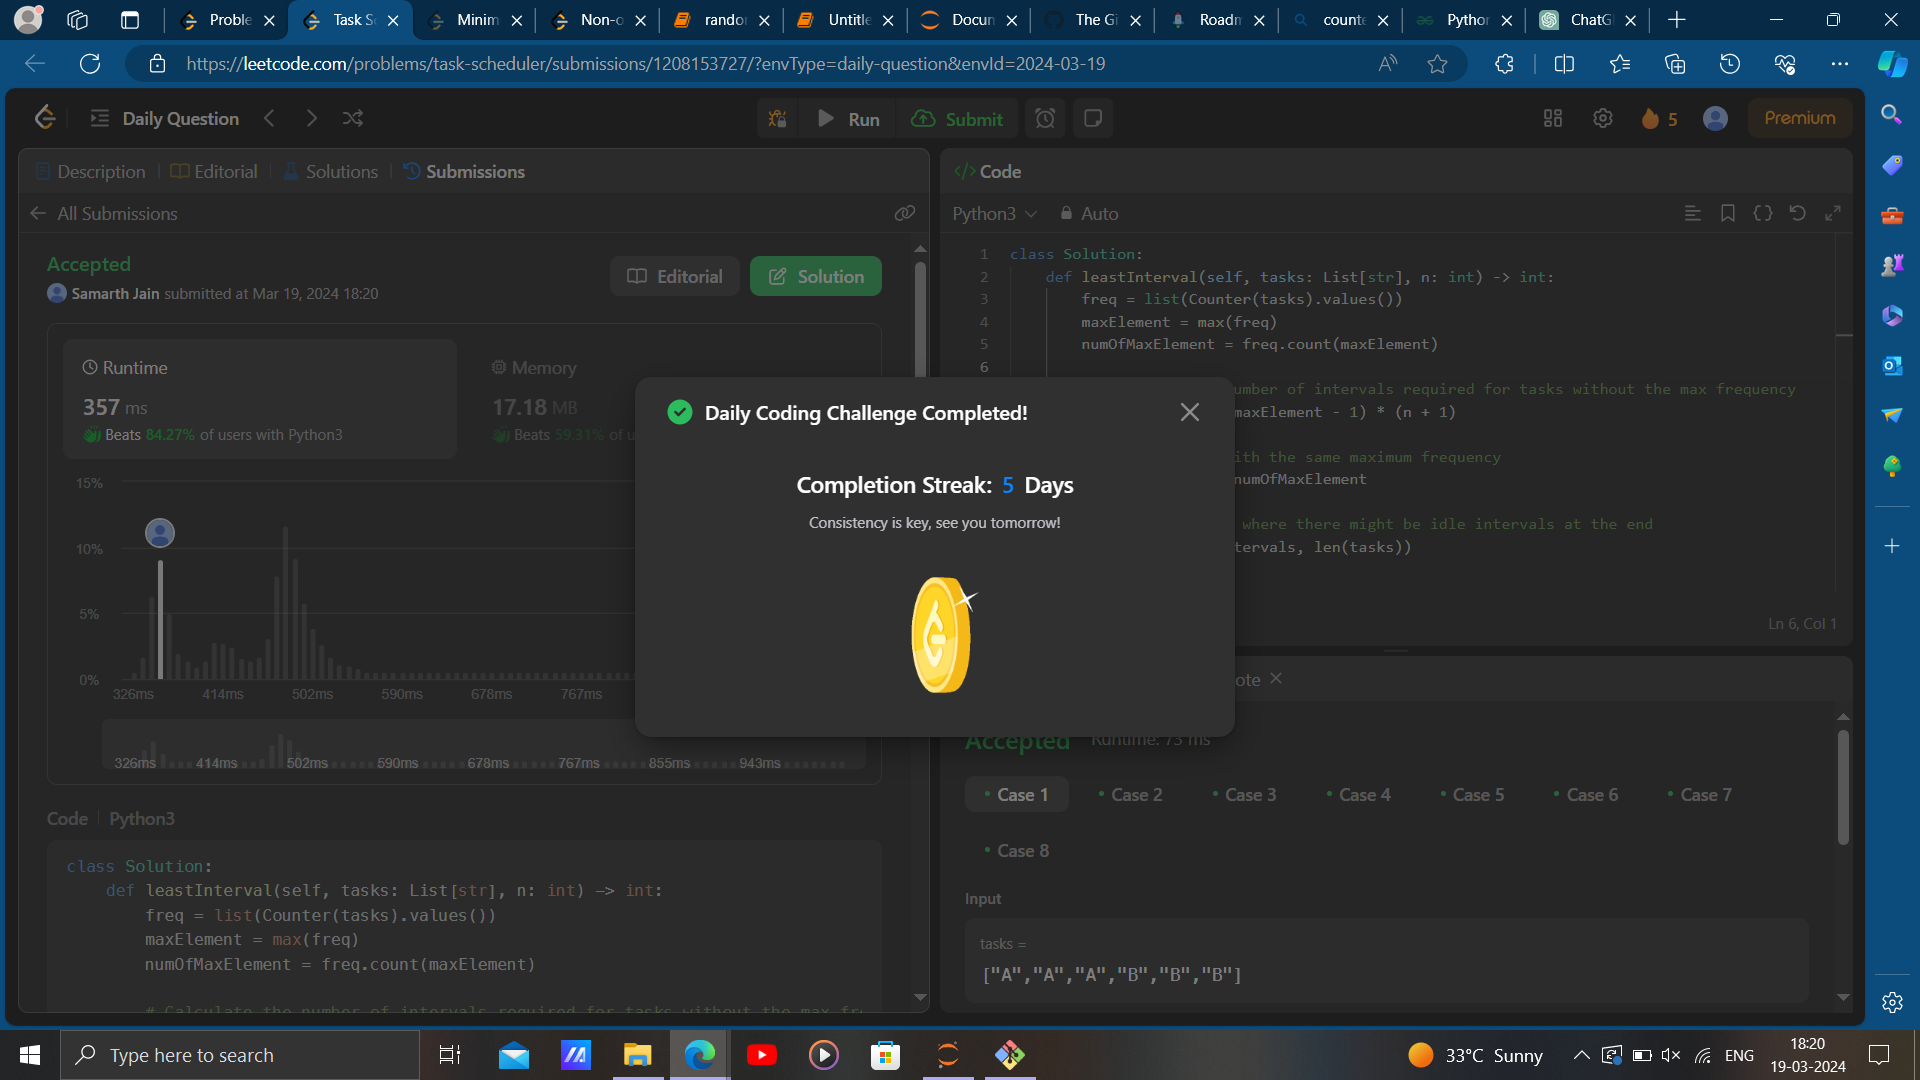 Proble
Task S
Minim
Non-o
rando
Untitle
Docun
The Gi
Roadm
counte
Python
ChatG
https://leetcode.com/problems/task-scheduler/submissions/1208153727/?envType=daily-question&envId=2024-03-19
Daily Question
Run
Submit
5
Premium
Description
Editorial
Solutions
Submissions
All Submissions
Accepted
Samarth Jain submitted at Mar 19, 2024 18:20
Editorial
Solution
Runtime
357 ms
Beats 84.27% of users with Python3
Memory
17.18 MB
Beats 59.31% of u
15%
10%
5%
0%
326ms 414ms 502ms 590ms 678ms 767ms
326ms 414ms 502ms 590ms 678ms 767ms 855ms 943ms
Code | Python3
class Solution:
def leastInterval(self, tasks: List[str], n: int) -> int:
freq = list(Counter(tasks).values())
maxElement = max(freq)
numOfMaxElement = freq.count(maxElement)
# Calculate the number of intervals required for tasks without the max fr
Daily Coding Challenge Completed!
Completion Streak: 5 Days
Consistency is key, see you tomorrow!
</> Code
Python3
Auto
1 class Solution:
2 def leastInterval(self, tasks: List[str], n: int) -> int:
3 freq = list(Counter(tasks).values())
4 maxElement = max(freq)
5 numOfMaxElement = freq.count(maxElement)
6
umber of intervals required for tasks without the max frequency
maxElement - 1) * (n + 1)
ith the same maximum frequency
numOfMaxElement
where there might be idle intervals at the end
tervals, len(tasks))
Ln 6, Col 1
ote
Accepted Runtime: 73 ms
Case 1
Case 2
Case 3
Case 4
Case 5
Case 6
Case 7
Case 8
Input
tasks =
["A","A","A","B","B","B"]
Type here to search
33°C Sunny
ENG
18:20
19-03-2024